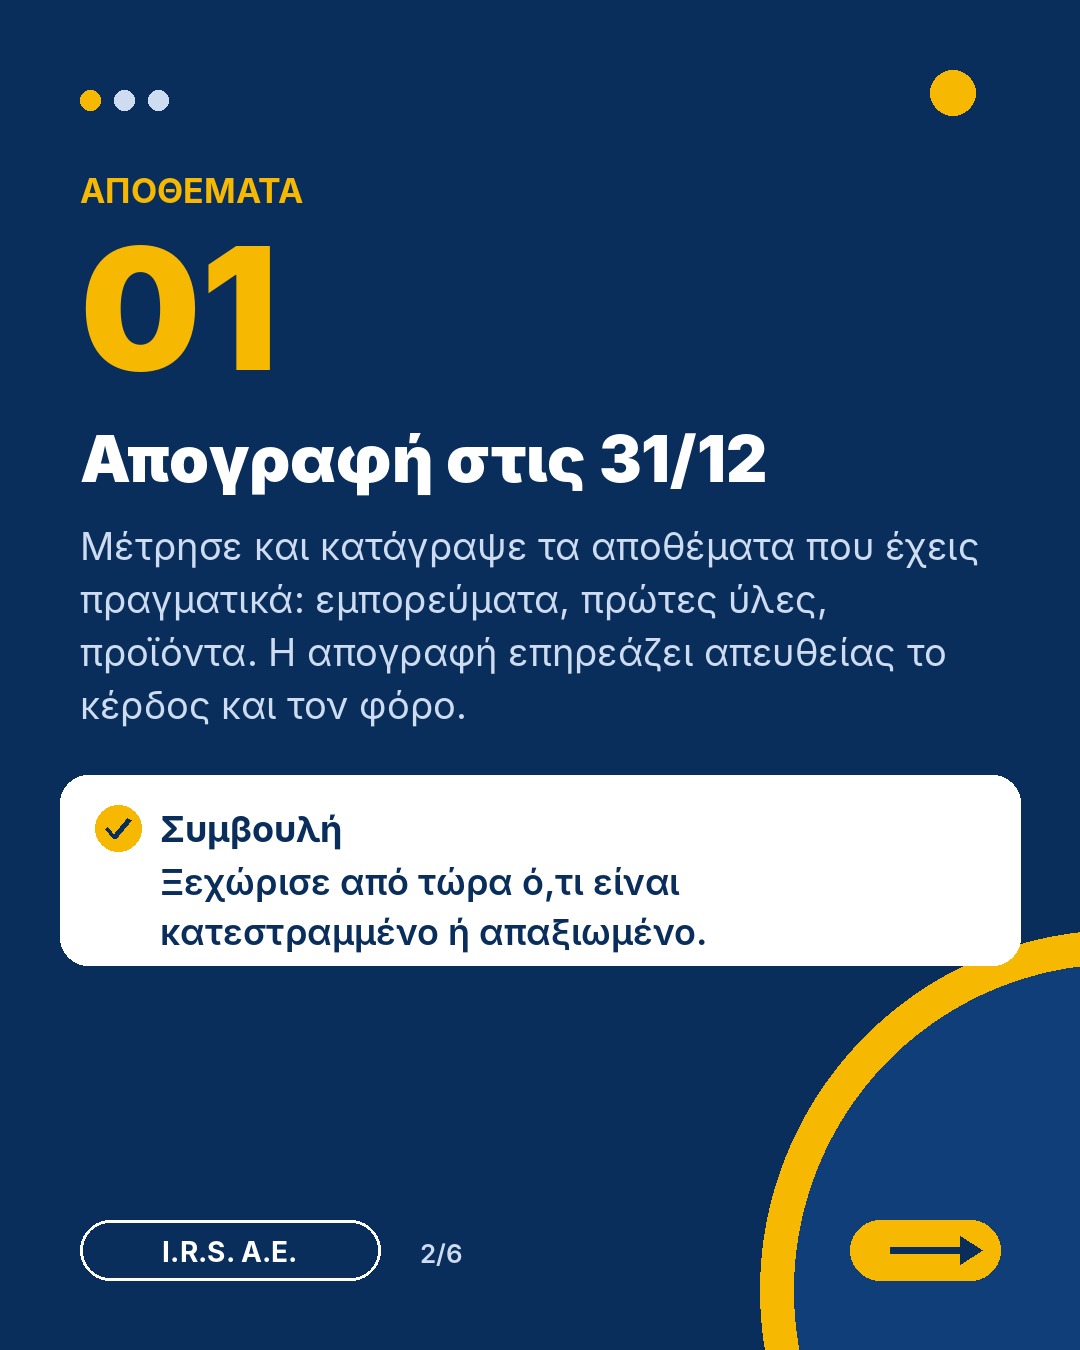 ΑΠΟΘΕΜΑΤΑ
01
Απογραφή στις 31/12
Μέτρησε και κατάγραψε τα αποθέματα που έχεις
πραγματικά: εμπορεύματα, πρώτες ύλες,
προϊόντα. Η απογραφή επηρεάζει απευθείας το
κέρδος και τον φόρο.
Συμβουλή
Ξεχώρισε από τώρα ό,τι είναι
κατεστραμμένο ή απαξιωμένο.
I.R.S. A.E.
2/6